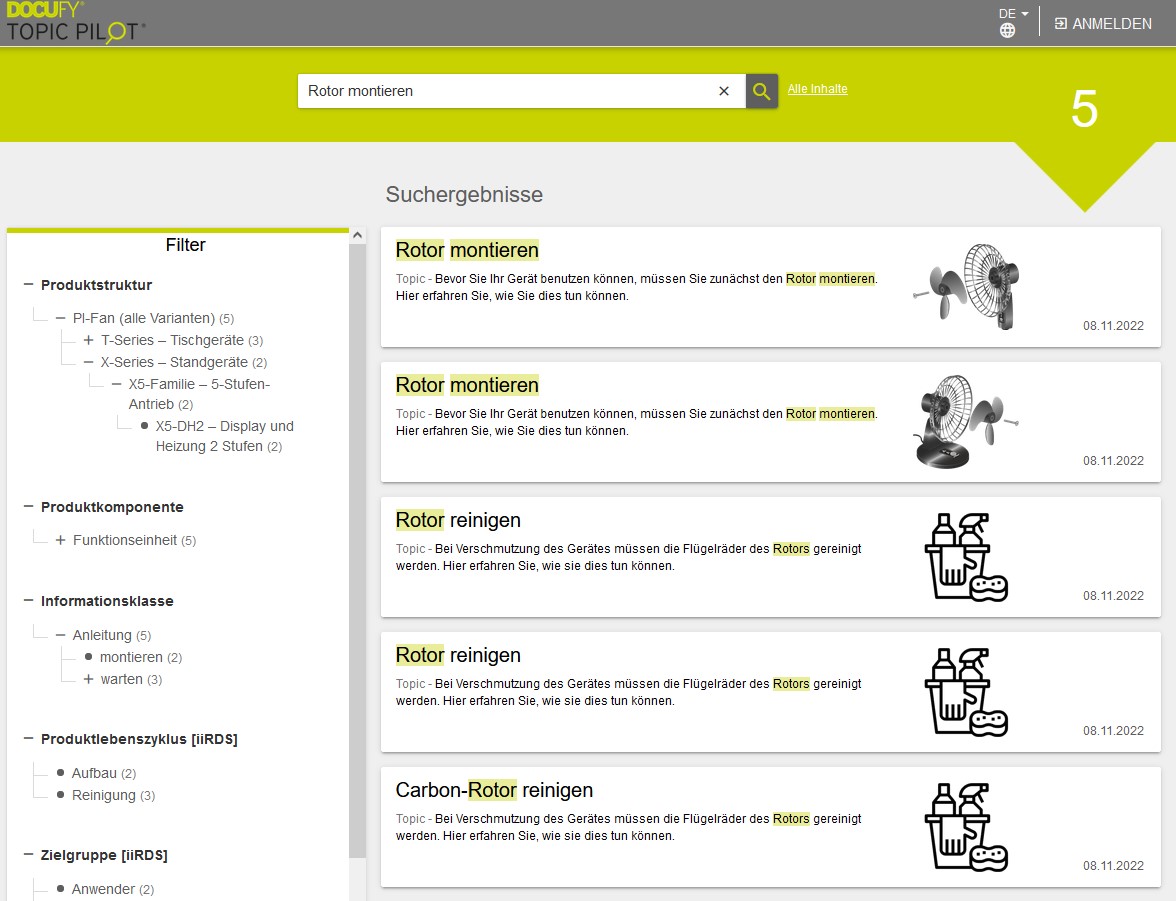 DOCUFY®
TOPIC PILOT®
DE
ANMELDEN
Rotor montieren
Alle Inhalte
5
Suchergebnisse
Filter
Produktstruktur
PI-Fan (alle Varianten) (5)
T-Series – Tischgeräte (3)
X-Series – Standgeräte (2)
X5-Familie – 5-Stufen-
Antrieb (2)
X5-DH2 – Display und
Heizung 2 Stufen (2)
Produktkomponente
Funktionseinheit (5)
Informationsklasse
Anleitung (5)
montieren (2)
warten (3)
Produktlebenszyklus [iiRDS]
Aufbau (2)
Reinigung (3)
Zielgruppe [iiRDS]
Anwender (2)
Rotor montieren
Topic - Bevor Sie Ihr Gerät benutzen können, müssen Sie zunächst den Rotor montieren.
Hier erfahren Sie, wie Sie dies tun können.
08.11.2022
Rotor montieren
Topic - Bevor Sie Ihr Gerät benutzen können, müssen Sie zunächst den Rotor montieren.
Hier erfahren Sie, wie Sie dies tun können.
08.11.2022
Rotor reinigen
Topic - Bei Verschmutzung des Gerätes müssen die Flügelräder des Rotors gereinigt
werden. Hier erfahren Sie, wie sie dies tun können.
08.11.2022
Rotor reinigen
Topic - Bei Verschmutzung des Gerätes müssen die Flügelräder des Rotors gereinigt
werden. Hier erfahren Sie, wie sie dies tun können.
08.11.2022
Carbon-Rotor reinigen
Topic - Bei Verschmutzung des Gerätes müssen die Flügelräder des Rotors gereinigt
werden. Hier erfahren Sie, wie sie dies tun können.
08.11.2022